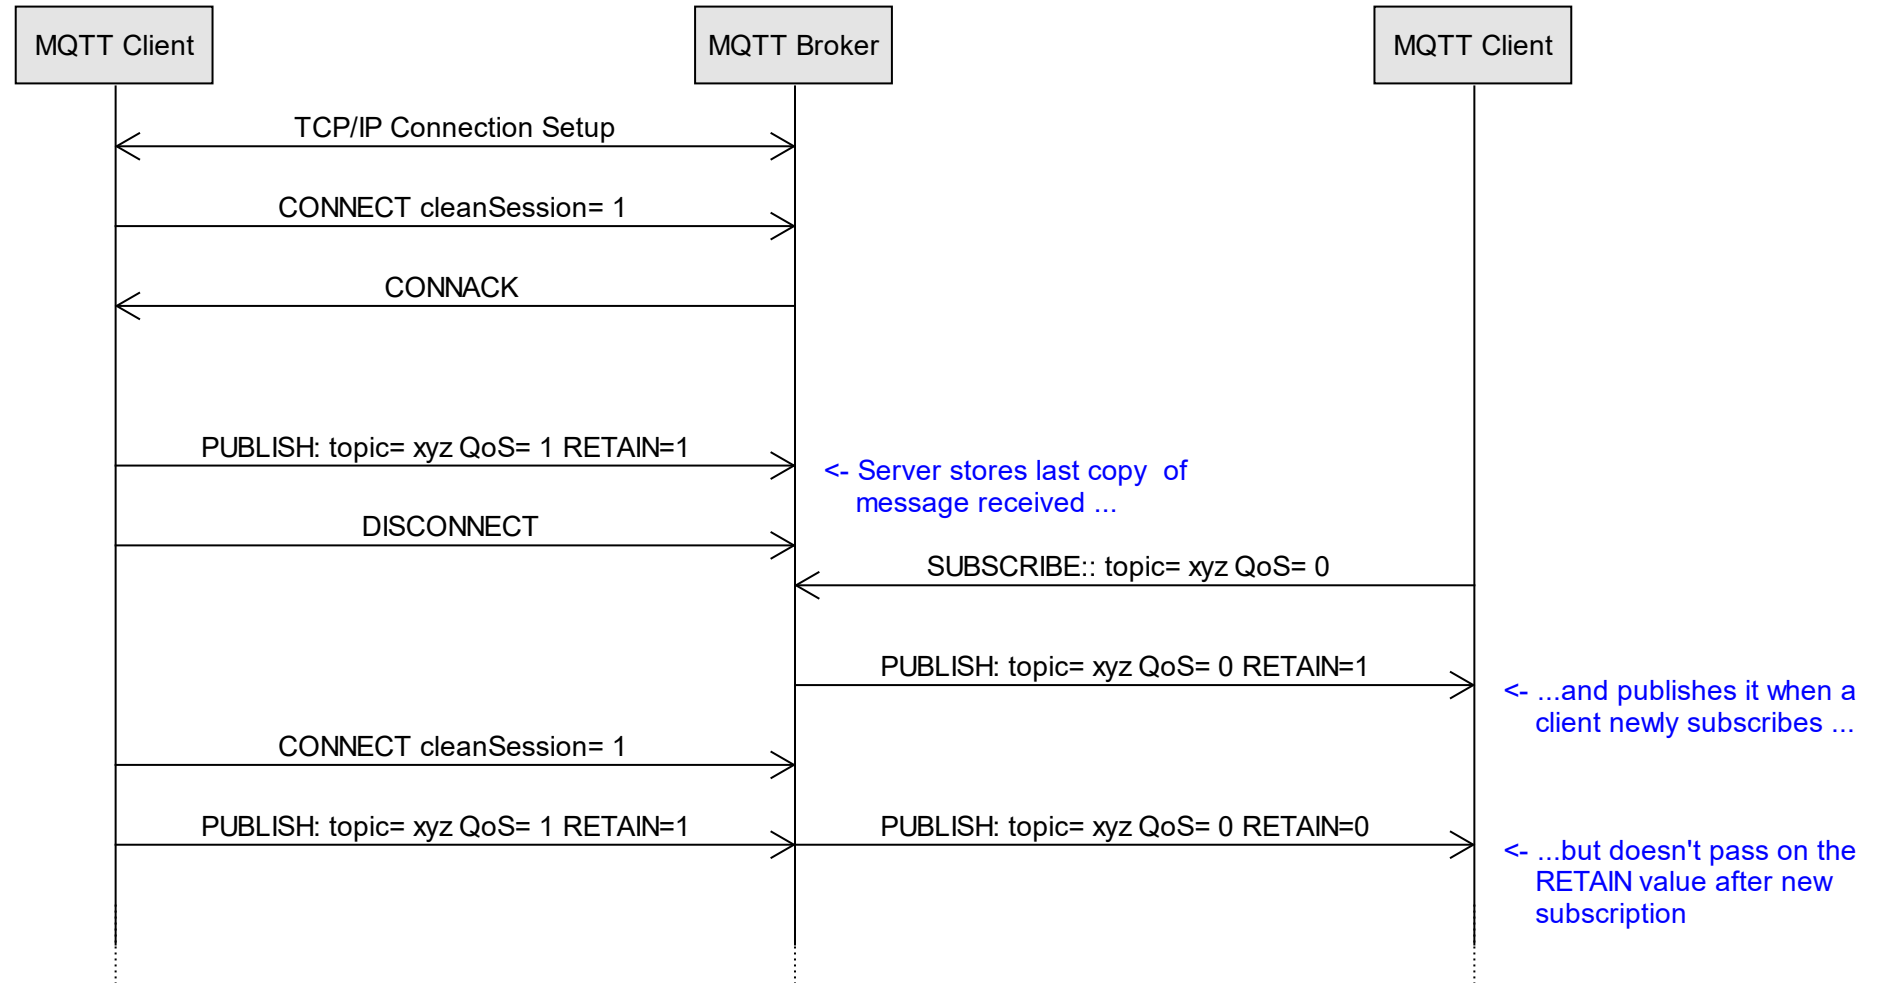 MQTT Client
MQTT Broker
MQTT Client
TCP/IP Connection Setup
CONNECT cleanSession= 1
CONNACK
PUBLISH: topic= xyz QoS= 1 RETAIN=1
<- Server stores last copy  of
message received ...
DISCONNECT
SUBSCRIBE:: topic= xyz QoS= 0
PUBLISH: topic= xyz QoS= 0 RETAIN=1
<- ...and publishes it when a
client newly subscribes ...
CONNECT cleanSession= 1
PUBLISH: topic= xyz QoS= 1 RETAIN=1
PUBLISH: topic= xyz QoS= 0 RETAIN=0
<- ...but doesn't pass on the
RETAIN value after new
subscription